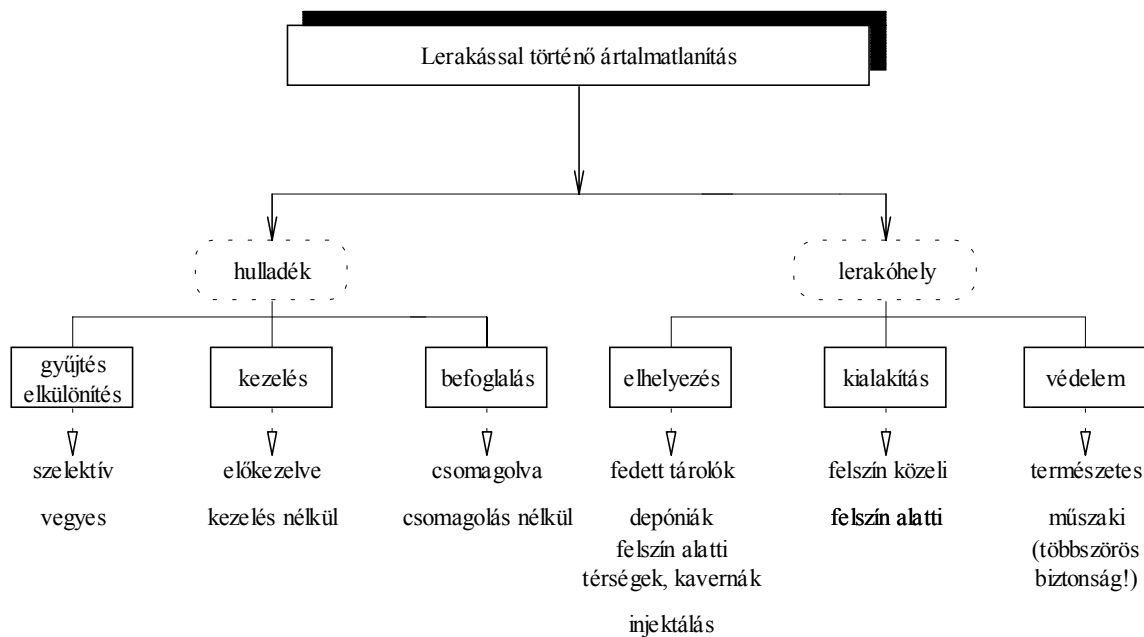 Lerakással történő ártalmatlanítás
hulladék
lerakóhely
gyűjtés
elkülönítés
kezelés
befoglalás
elhelyezés
kialakítás
védelem
szelektív
vegyes
előkezelve
kezelés nélkül
csomagolva
csomagolás nélkül
fedett tárolók
depóniák
felszín alatti
térségek, kavernák
injektálás
felszín közeli
felszín alatti
természetes
műszaki
(többszörös
biztonság!)